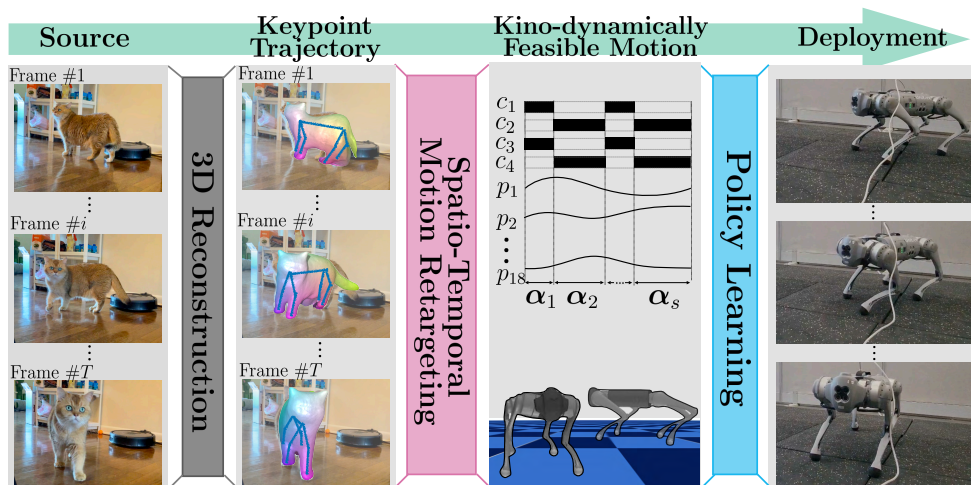 Source
Keypoint
Trajectory
Kino-dynamically
Feasible Motion
Deployment
Frame #1
Frame #i
Frame #T
3D Reconstruction
Frame #1
Frame #i
Frame #T
Spatio-Temporal
Motion Retargeting
c1
c2
c3
c4
p1
p2
p18
α1 α2 αs
Policy Learning